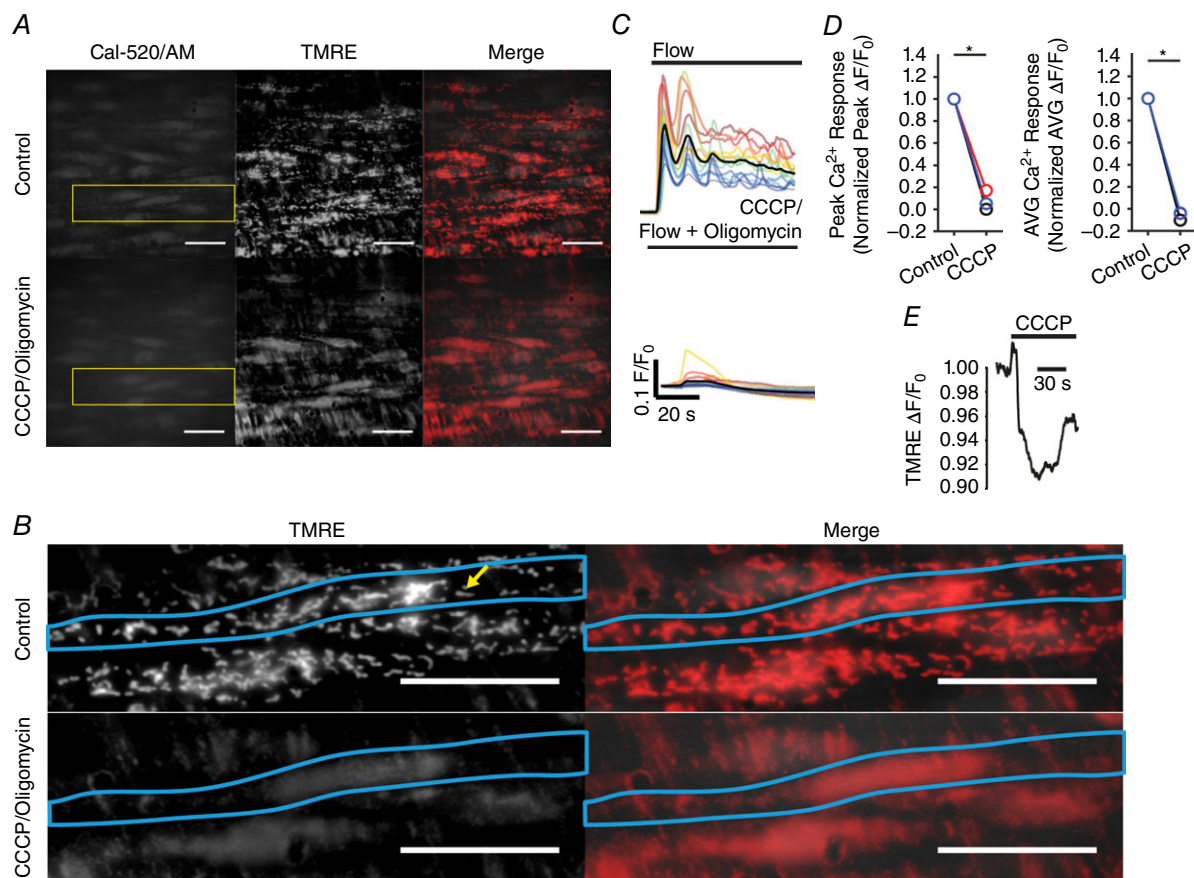 A
Cal-520/AM
TMRE
Merge
Control
CCCP/Oligomycin
C
Flow
CCCP/
Flow + Oligomycin
0.1 F/F0
20 s
D
Peak Ca2+ Response
(Normalized Peak ΔF/F0)
1.4
1.2
1.0
0.8
0.6
0.4
0.2
0.0
−0.2
*
Control
CCCP
AVG Ca2+ Response
(Normalized AVG ΔF/F0)
1.4
1.2
1.0
0.8
0.6
0.4
0.2
0.0
−0.2
*
Control
CCCP
E
CCCP
30 s
TMRE ΔF/F0
1.00
0.98
0.96
0.94
0.92
0.90
B
TMRE
Merge
Control
CCCP/Oligomycin